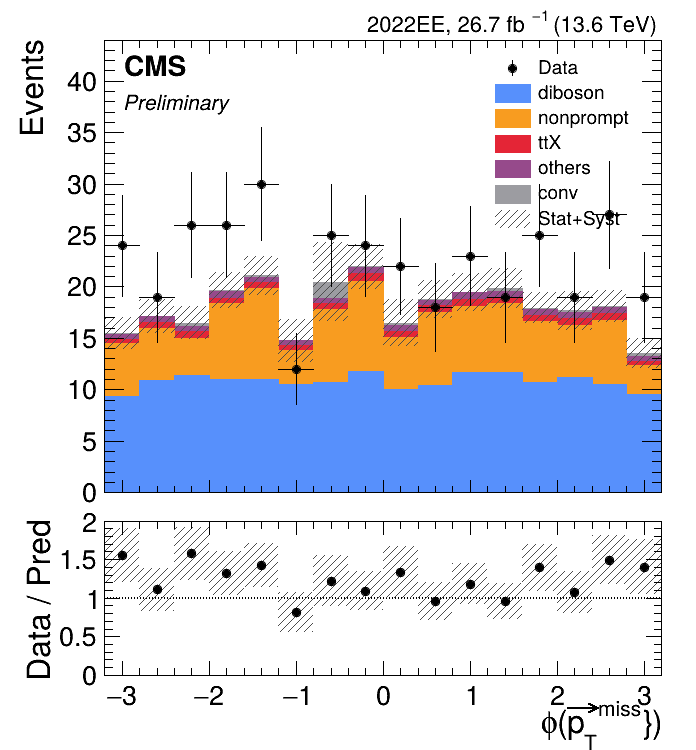 2022EE, 26.7 fb⁻¹ (13.6 TeV)
Events
CMS
Preliminary
Data
diboson
nonprompt
ttX
others
conv
Stat+Syst
40
35
30
25
20
15
10
5
0
Data / Pred
2
1.5
1
0.5
0
−3 −2 −1 0 1 2 3
ϕ(p⃗_T^miss})